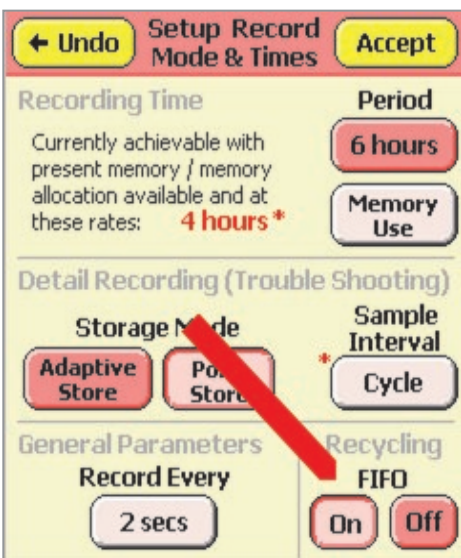 ← Undo
Setup Record
Mode & Times
Accept
Recording Time
Period
Currently achievable with
present memory / memory
allocation available and at
these rates: 4 hours*
6 hours
Memory
Use
Detail Recording (Trouble Shooting)
Storage Mode
Sample
Interval
Adaptive
Store
Store
* Cycle
General Parameters
Recycling
Record Every
FIFO
2 secs
On
Off